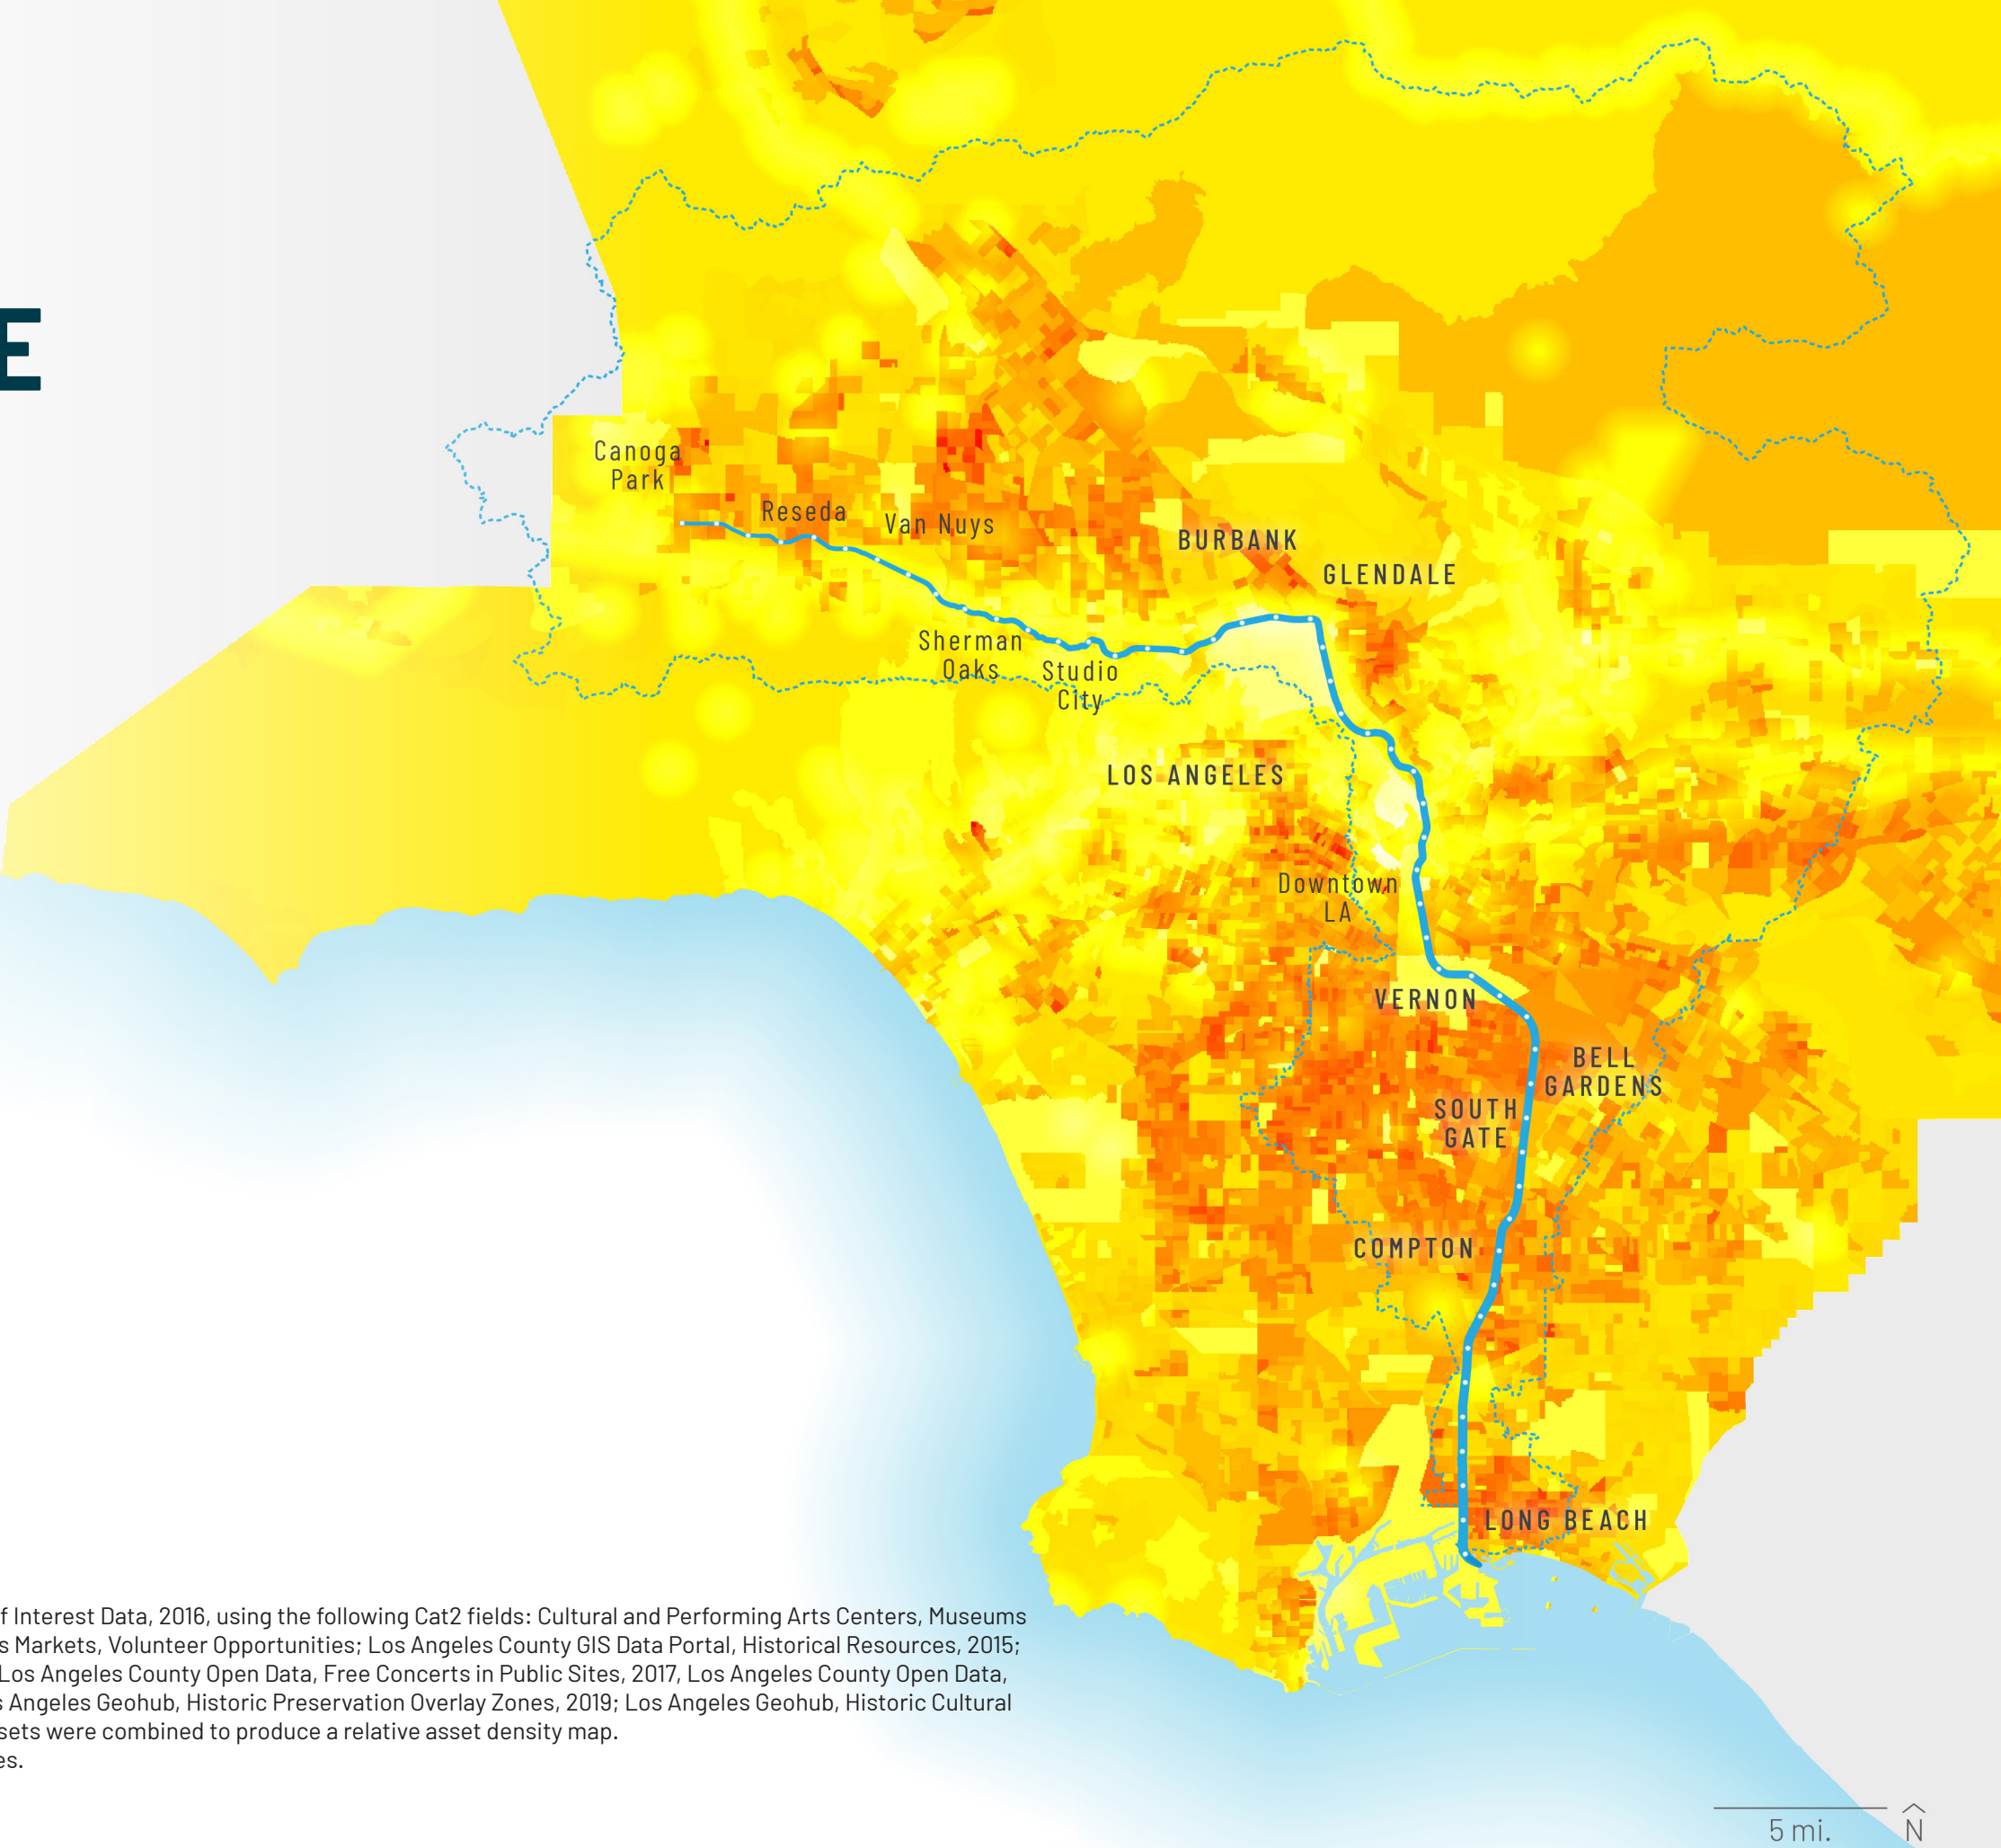 E
Canoga
Park
Reseda
Van Nuys
BURBANK
GLENDALE
Sherman
Oaks
Studio
City
LOS ANGELES
Downtown
LA
VERNON
BELL
GARDENS
SOUTH
GATE
COMPTON
LONG BEACH
f Interest Data, 2016, using the following Cat2 fields: Cultural and Performing Arts Centers, Museums
s Markets, Volunteer Opportunities; Los Angeles County GIS Data Portal, Historical Resources, 2015;
Los Angeles County Open Data, Free Concerts in Public Sites, 2017, Los Angeles County Open Data,
s Angeles Geohub, Historic Preservation Overlay Zones, 2019; Los Angeles Geohub, Historic Cultural
sets were combined to produce a relative asset density map.
es.
5 mi.
N